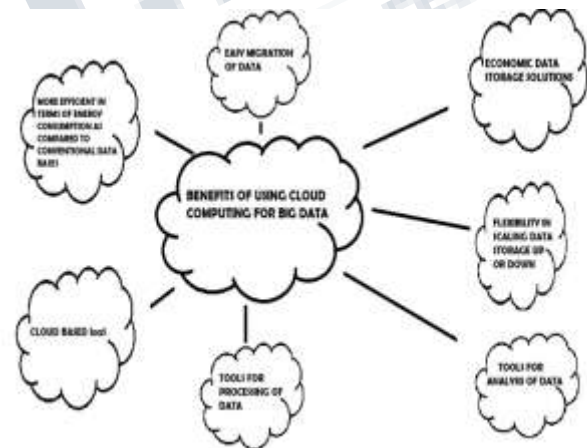 EASY MIGRATION
OF DATA
ECONOMIC DATA
STORAGE SOLUTIONS
MORE EFFICIENT IN
TERMS OF ENERGY
CONSUMPTION AS
COMPARED TO
CONVENTIONAL DATA
BASES
BENEFITS OF USING CLOUD
COMPUTING FOR BIG DATA
FLEXIBILITY IN
SCALING DATA
STORAGE UP
OR DOWN
CLOUD BASED IaaS
TOOLS FOR
PROCESSING OF
DATA
TOOLS FOR
ANALYSIS OF DATA